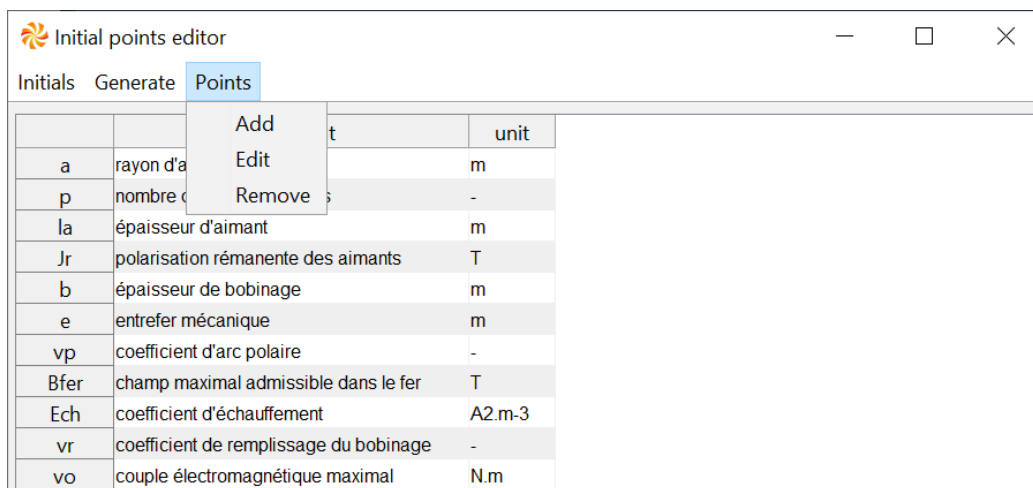 Initial points editor
Initials Generate Points
Add
Edit
Remove
t unit
a rayon d'a m
p nombre -
la épaisseur d'aimant m
Jr polarisation rémanente des aimants T
b épaisseur de bobinage m
e entrefer mécanique m
vp coefficient d'arc polaire -
Bfer champ maximal admissible dans le fer T
Ech coefficient d'échauffement A2.m-3
vr coefficient de remplissage du bobinage -
vo couple électromagnétique maximal N.m